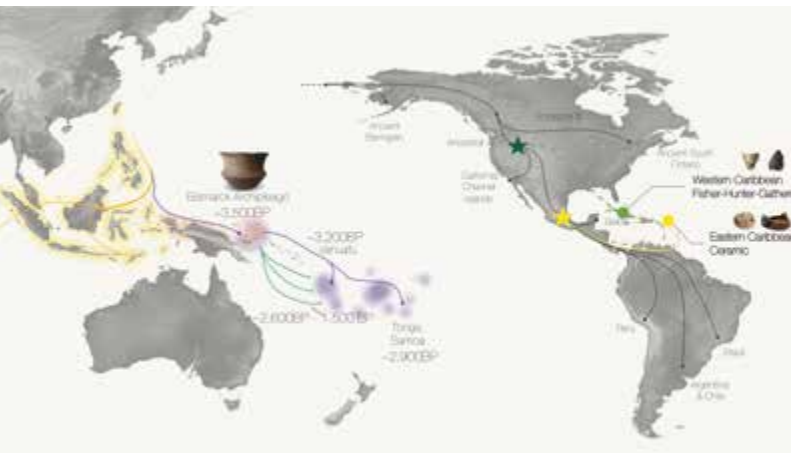 Bismarck Archipelago
~3,500BP
~3,200BP
Vanuatu
~2,600BP - 1,500BP
Tonga,
Samoa
~2,900BP
Ancient
Beringian
Ancestral
California
Channel
Islands
Ancient South
Western Caribbean
Fisher-Hunter-Gatherer
Eastern Caribbean
Ceramic
Peru
Brazil
Argentina
& Chile